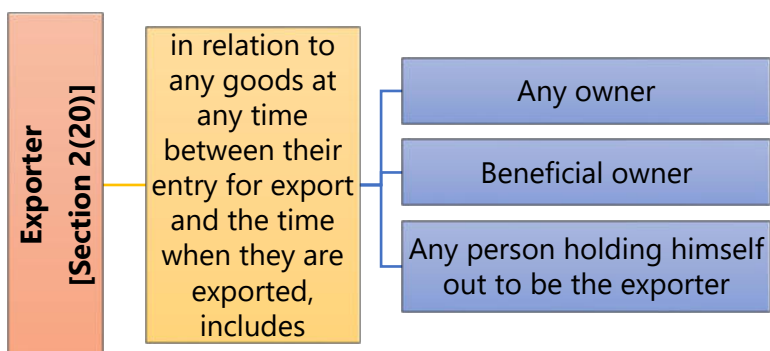 Exporter
[Section 2(20)]
in relation to
any goods at
any time
between their
entry for export
and the time
when they are
exported,
includes
Any owner
Beneficial owner
Any person holding himself
out to be the exporter